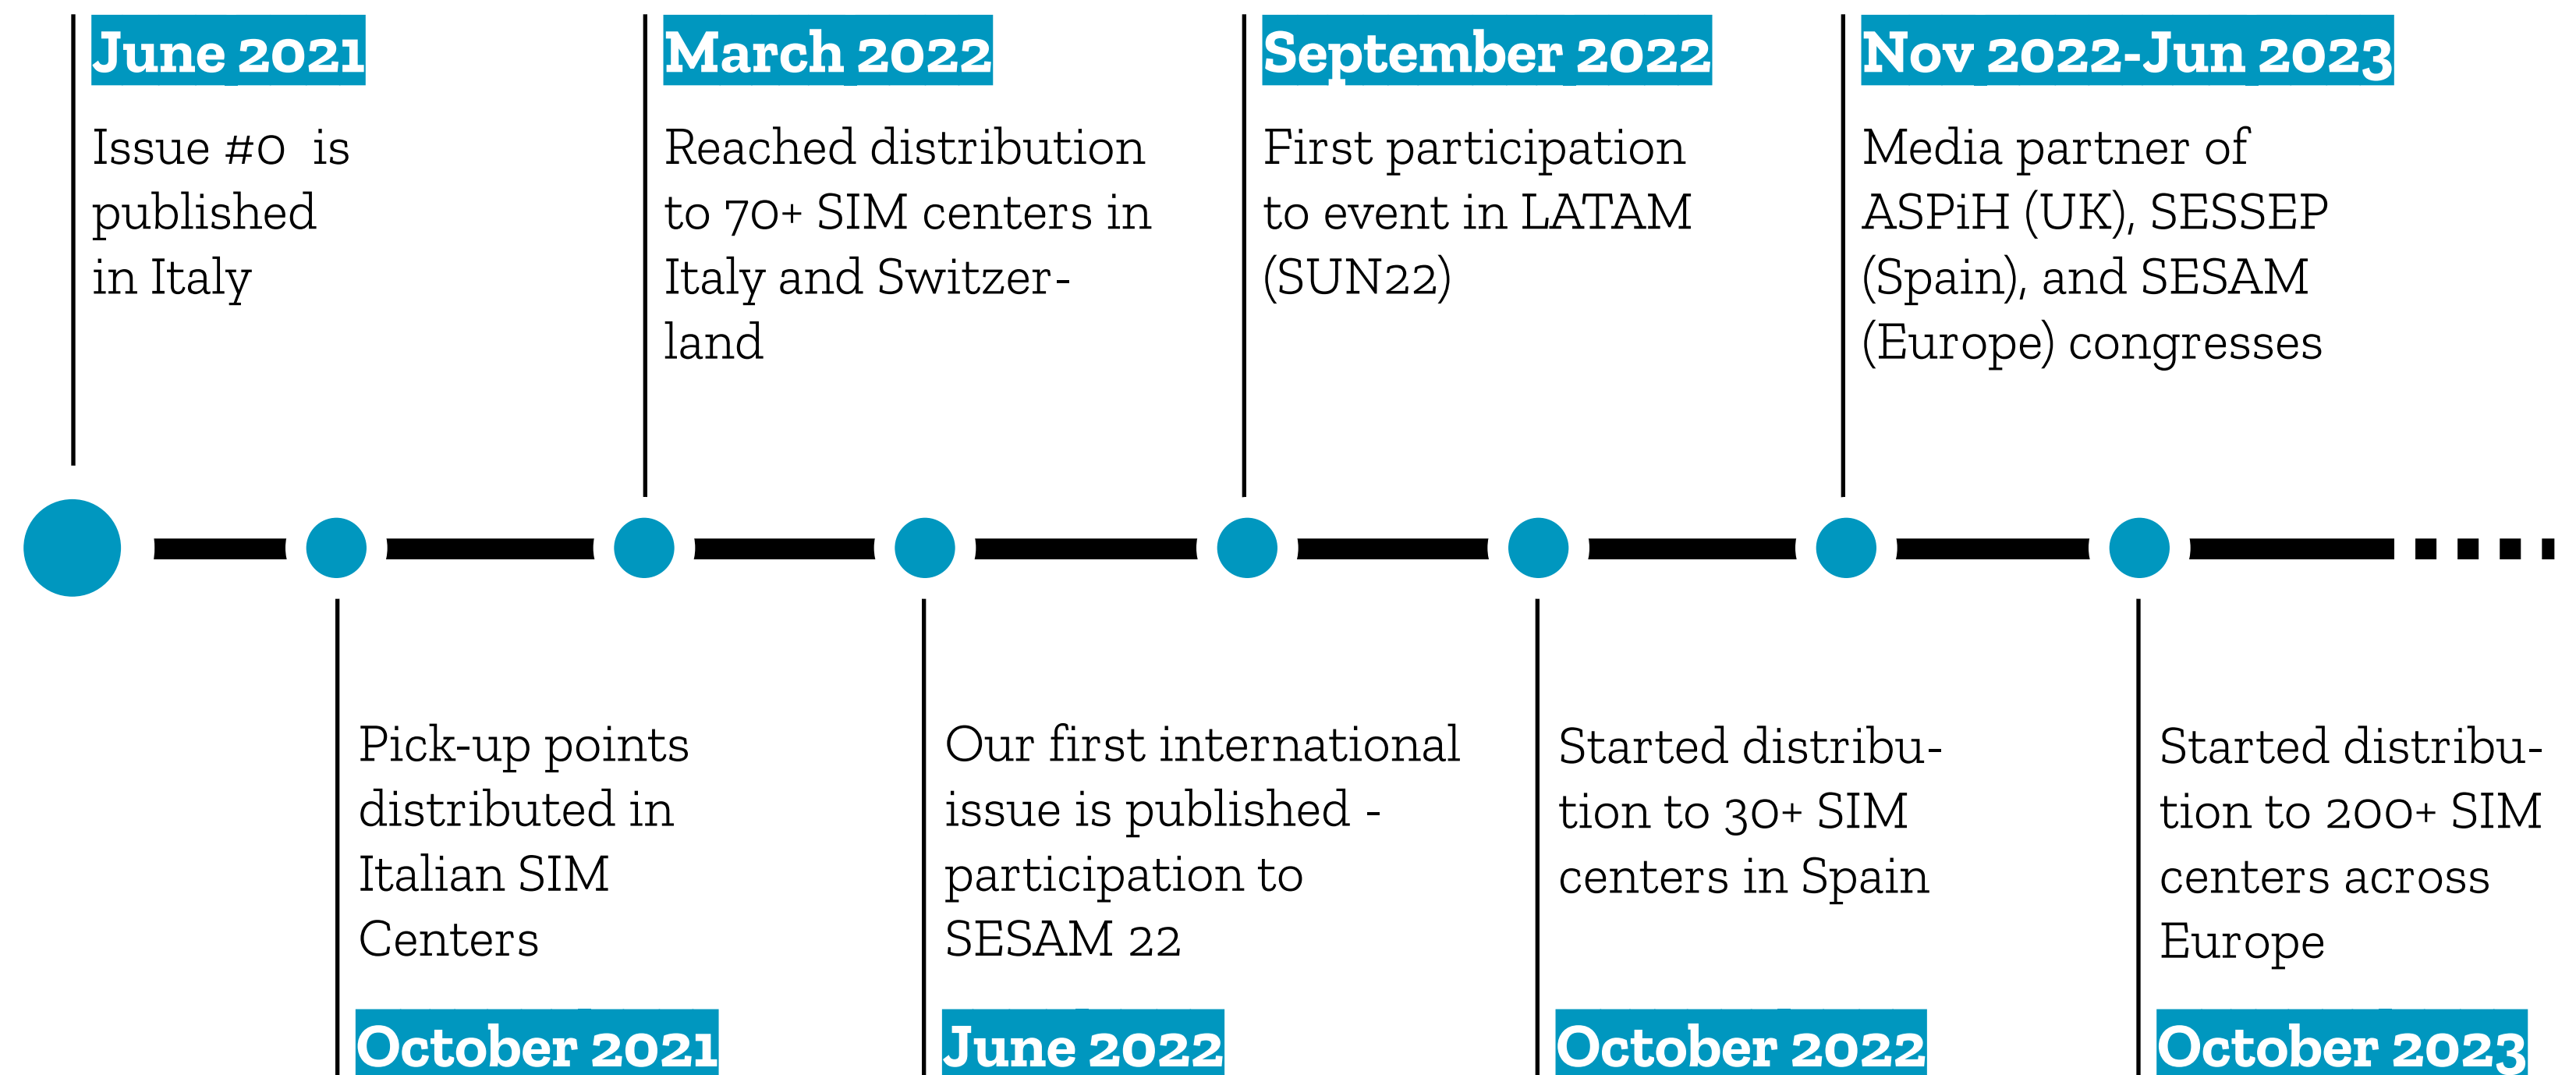 June 2021
Issue #0 is
published
in Italy
March 2022
Reached distribution
to 70+ SIM centers in
Italy and Switzer-
land
September 2022
First participation
to event in LATAM
(SUN22)
Nov 2022-Jun 2023
Media partner of
ASPiH (UK), SESSEP
(Spain), and SESAM
(Europe) congresses
Pick-up points
distributed in
Italian SIM
Centers
October 2021
Our first international
issue is published -
participation to
SESAM 22
June 2022
Started distribu-
tion to 30+ SIM
centers in Spain
October 2022
Started distribu-
tion to 200+ SIM
centers across
Europe
October 2023